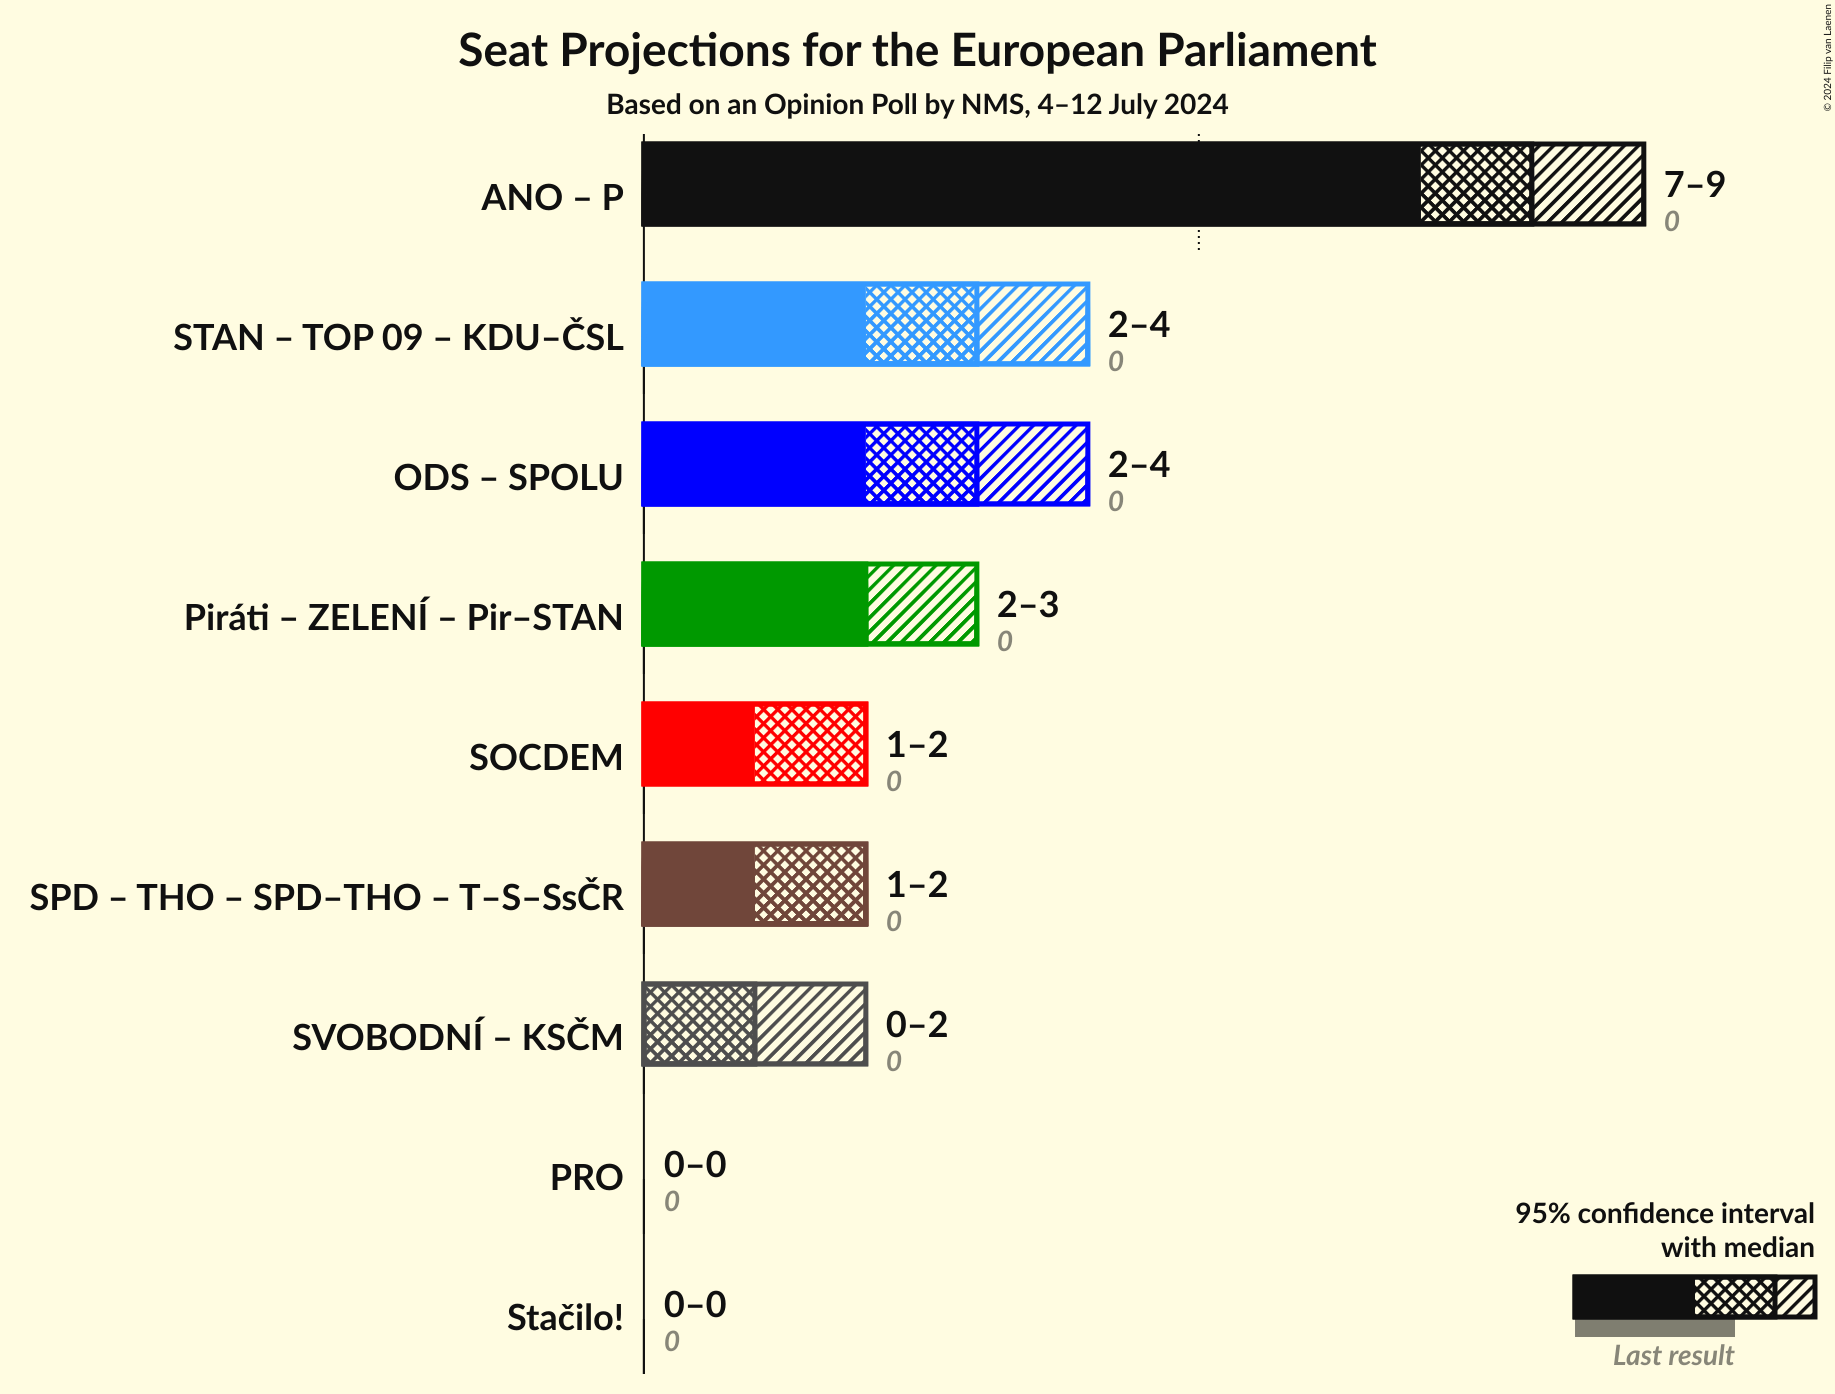 Seat Projections for the European Parliament
Based on an Opinion Poll by NMS, 4–12 July 2024
© 2024 Filip van Laenen
ANO – P
7–9
0
STAN – TOP 09 – KDU–ČSL
2–4
0
ODS – SPOLU
2–4
0
Piráti – ZELENÍ – Pir–STAN
2–3
0
SOCDEM
1–2
0
SPD – THO – SPD–THO – T–S–SsČR
1–2
0
SVOBODNÍ – KSČM
0–2
0
PRO
0–0
0
Stačilo!
0–0
0
95% confidence interval
with median
Last result